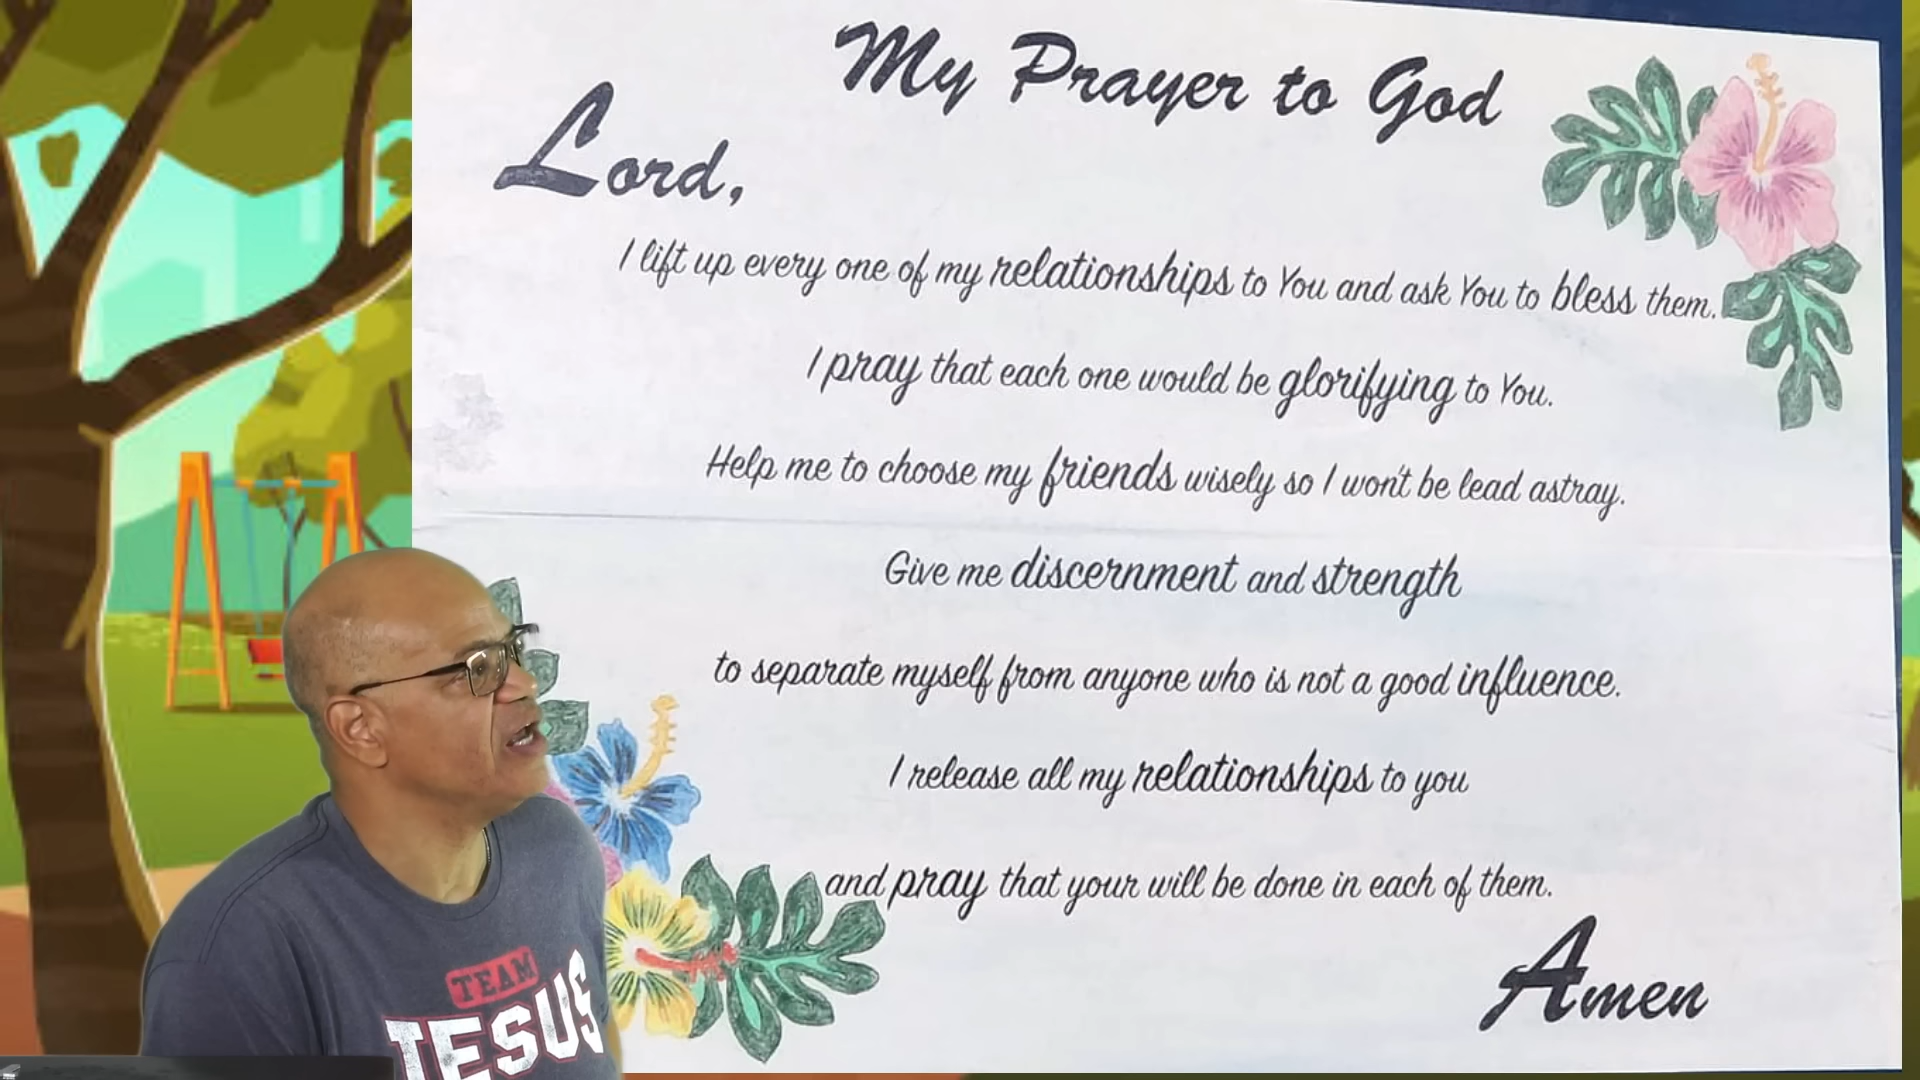 My Prayer to God
Lord,
I lift up every one of my relationships to You and ask You to bless them.
I pray that each one would be glorifying to You.
Help me to choose my friends wisely so I won't be lead astray.
Give me discernment and strength
to separate myself from anyone who is not a good influence.
I release all my relationships to you
and pray that your will be done in each of them.
Amen
TEAM
JESUS